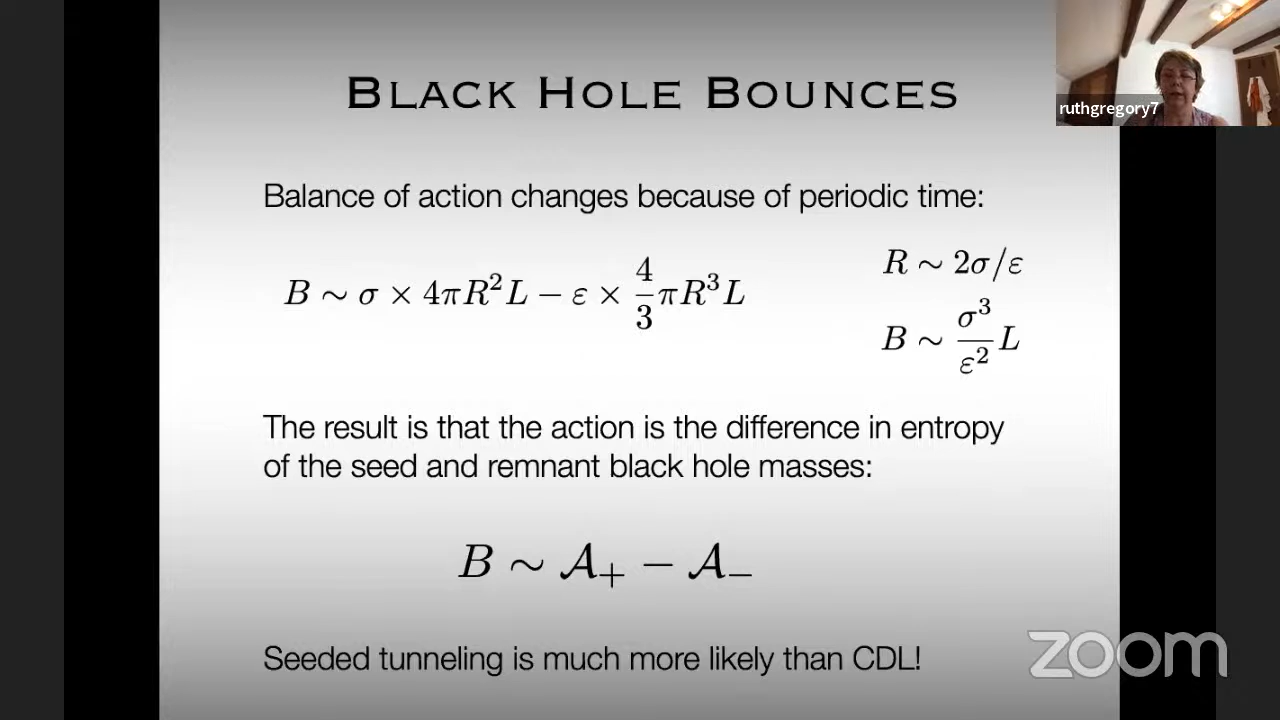 BLACK HOLE BOUNCES
ruthgregory7
Balance of action changes because of periodic time:
B ∼ σ × 4πR²L − ε × 4/3 πR³L
R ∼ 2σ/ε
B ∼ σ³/ε² L
The result is that the action is the difference in entropy
of the seed and remnant black hole masses:
B ∼ 𝒜₊ − 𝒜₋
Seeded tunneling is much more likely than CDL!
zoom